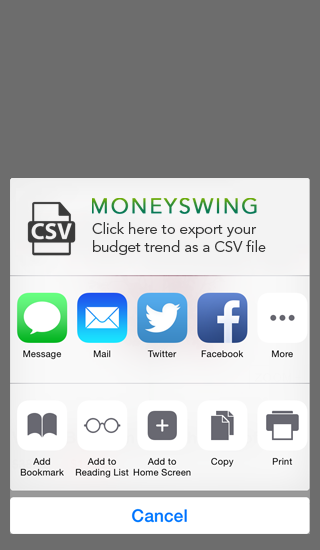 MONEYSWING
CSV
Click here to export your
budget trend as a CSV file
Message
Mail
Twitter
Facebook
More
Add
Bookmark
Add to
Reading List
Add to
Home Screen
Copy
Print
Cancel